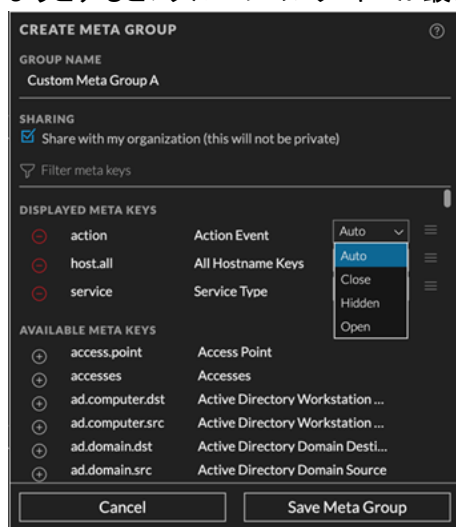 CREATE META GROUP
GROUP NAME
Custom Meta Group A
SHARING
Share with my organization (this will not be private)
Filter meta keys
DISPLAYED META KEYS
action Action Event Auto
host.all All Hostname Keys Auto
service Service Type Close
Hidden
Open
AVAILABLE META KEYS
access.point Access Point
accesses Accesses
ad.computer.dst Active Directory Workstation ...
ad.computer.src Active Directory Workstation ...
ad.domain.dst Active Directory Domain Desti...
ad.domain.src Active Directory Domain Source
Cancel Save Meta Group